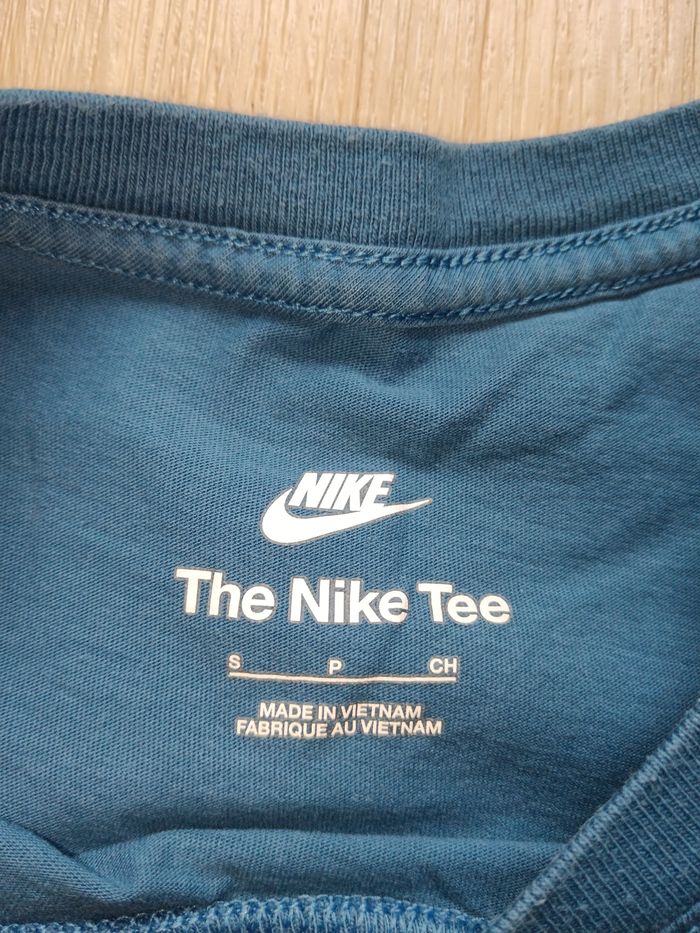 NIKE
The Nike Tee
S P CH
MADE IN VIETNAM
FABRIQUE AU VIETNAM